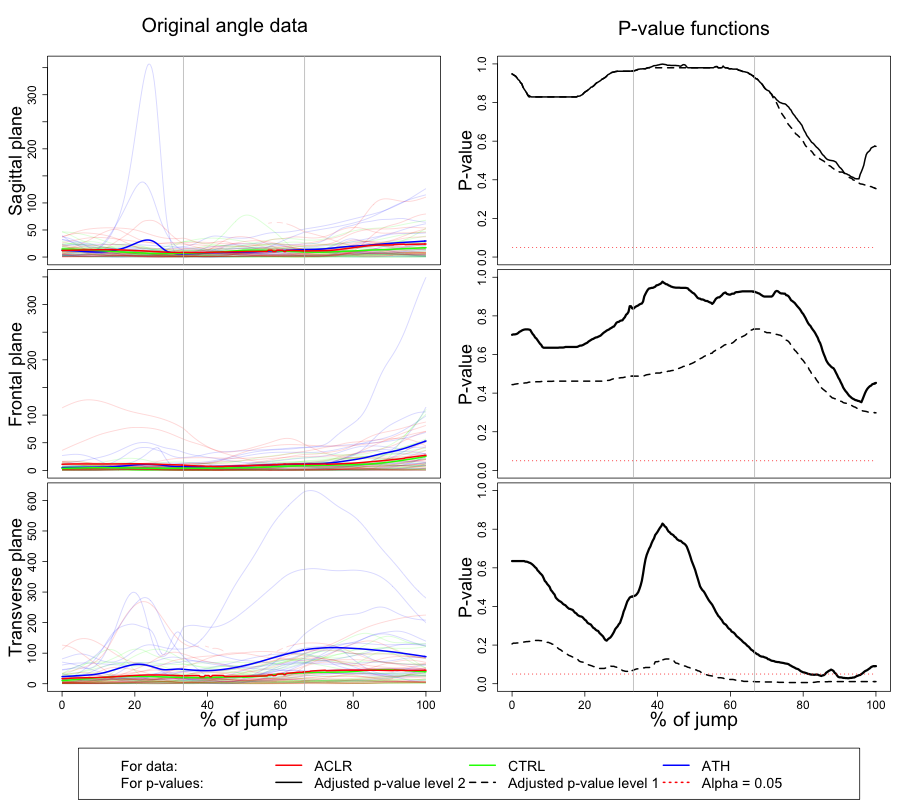 Original angle data
P-value functions
Sagittal plane
0 50 100 200 300
P-value
0.0 0.2 0.4 0.6 0.8 1.0
Frontal plane
0 50 100 200 300
P-value
0.0 0.2 0.4 0.6 0.8 1.0
Transverse plane
0 100 200 300 400 500 600
P-value
0.0 0.2 0.4 0.6 0.8 1.0
0 20 40 60 80 100
% of jump
0 20 40 60 80 100
% of jump
For data: ACLR CTRL ATH
For p-values: Adjusted p-value level 2 Adjusted p-value level 1 Alpha = 0.05